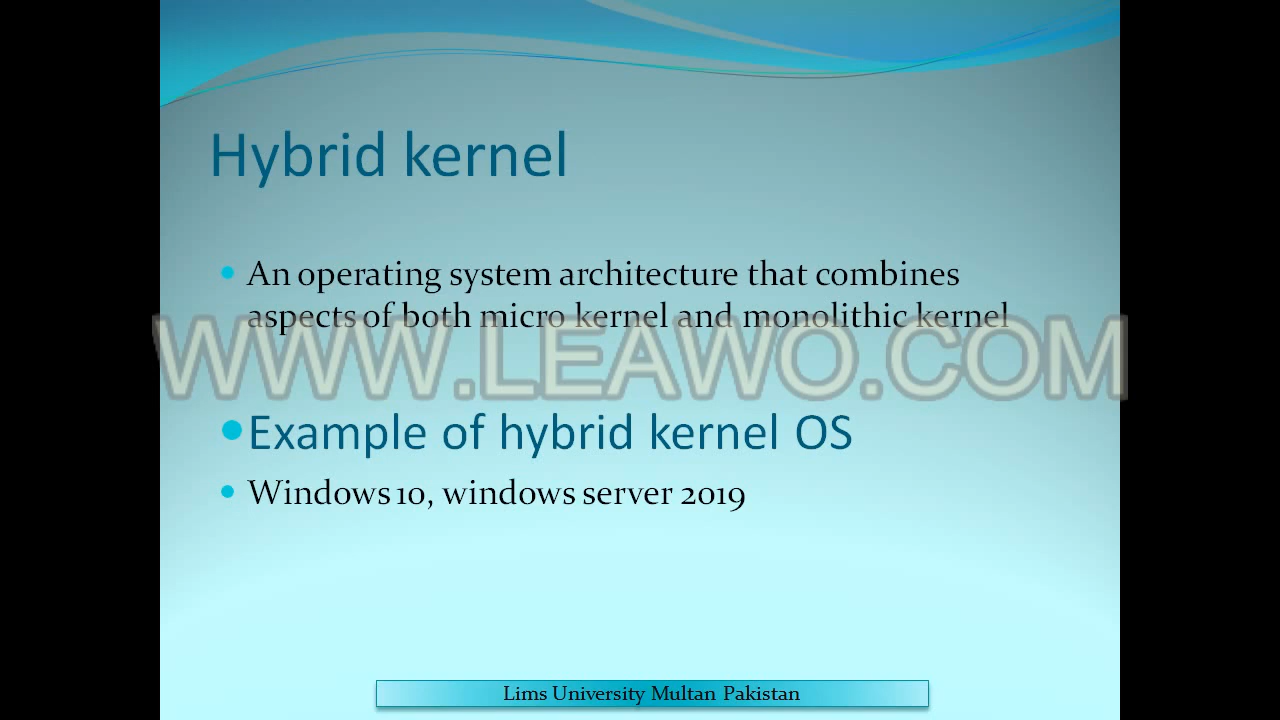 Hybrid kernel
An operating system architecture that combines
aspects of both micro kernel and monolithic kernel
WWW.LEAWO.COM
Example of hybrid kernel OS
Windows 10, windows server 2019
Lims University Multan Pakistan